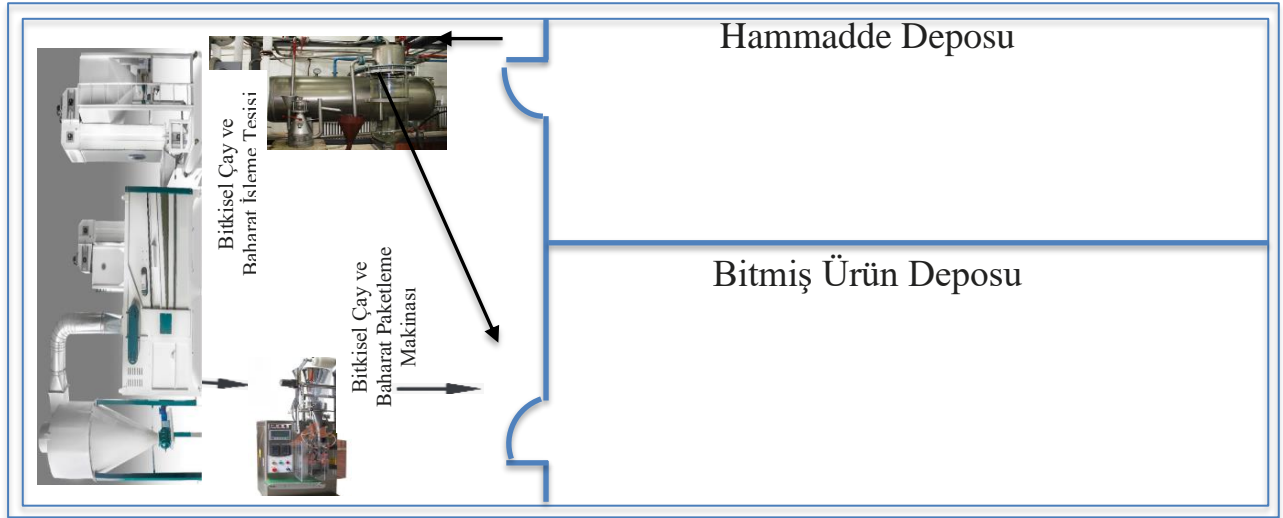 Hammadde Deposu
Bitkisel Çay ve
Baharat İşleme Tesisi
Bitkisel Çay ve
Baharat Paketleme
Makinası
Bitmiş Ürün Deposu